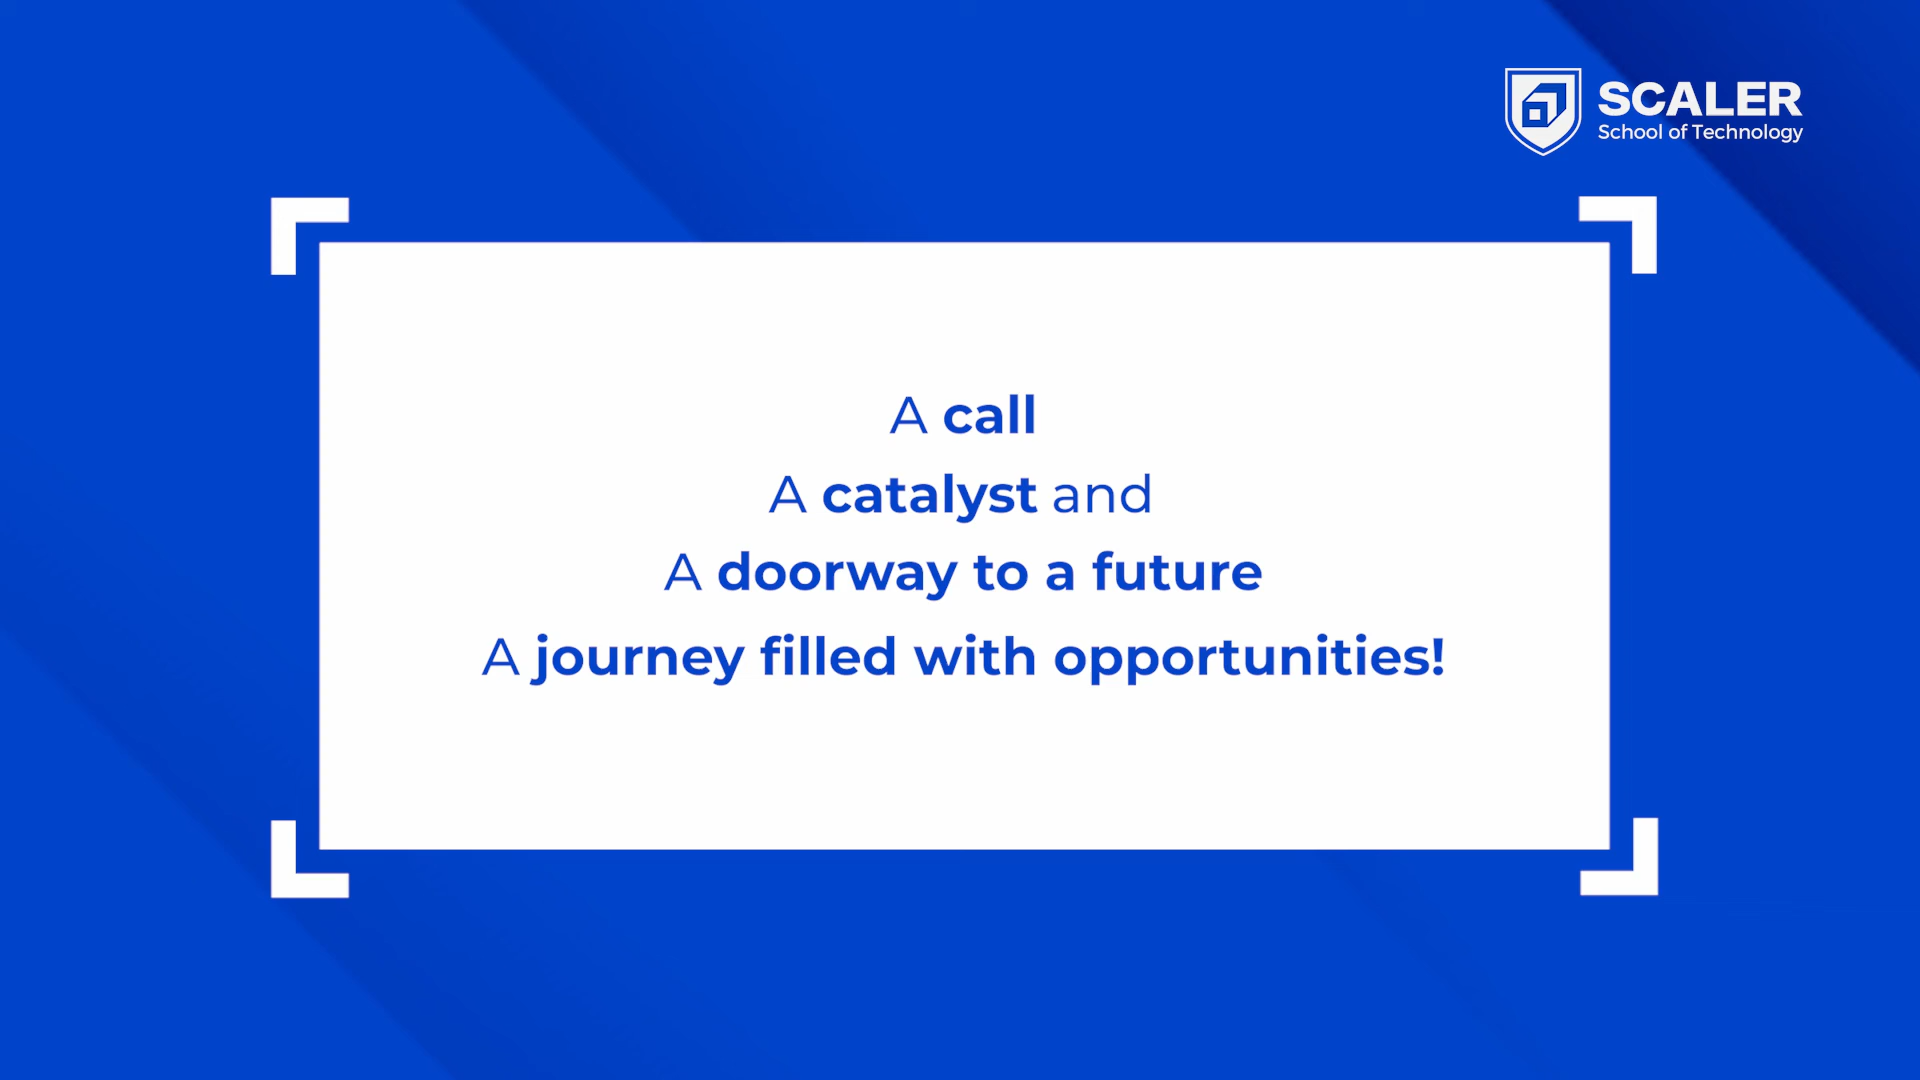 SCALER
School of Technology
A call
A catalyst and
A doorway to a future
A journey filled with opportunities!